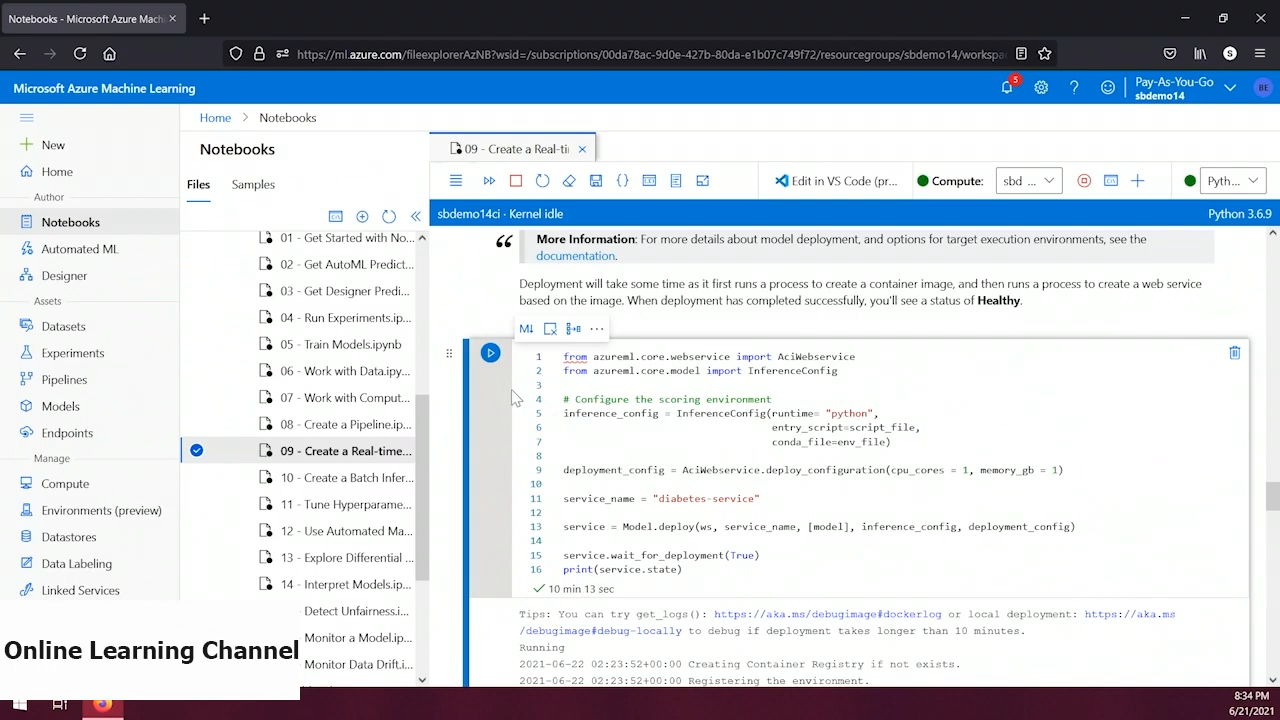 Notebooks - Microsoft Azure Machi
https://ml.azure.com/fileexplorerAzNB?wsid=/subscriptions/00da78ac-9d0e-427b-80da-e1b07c749f72/resourcegroups/sbdemo14/workspa
Microsoft Azure Machine Learning
5
Pay-As-You-Go
sbdemo14
BE
New
Home
Author
Notebooks
Automated ML
Designer
Assets
Datasets
Experiments
Pipelines
Models
Endpoints
Manage
Compute
Environments (preview)
Datastores
Data Labeling
Linked Services
Online Learning Channel
Home > Notebooks
Notebooks
Files Samples
01 - Get Started with No...
02 - Get AutoML Predict...
03 - Get Designer Predi...
04 - Run Experiments.ip...
05 - Train Models.ipynb
06 - Work with Data.ipy...
07 - Work with Comput...
08 - Create a Pipeline.ip...
09 - Create a Real-time...
10 - Create a Batch Infer...
11 - Tune Hyperparame...
12 - Use Automated Ma...
13 - Explore Differential ...
14 - Interpret Models.ip...
Detect Unfairness.i...
Monitor a Model.ip...
Monitor Data Drift.i...
09 - Create a Real-ti
Edit in VS Code (pr...
Compute:
sbd ...
Pyth...
sbdemo14ci · Kernel idle
Python 3.6.9
More Information: For more details about model deployment, and options for target execution environments, see the
documentation.
Deployment will take some time as it first runs a process to create a container image, and then runs a process to create a web service
based on the image. When deployment has completed successfully, you'll see a status of Healthy.
M↓
1 from azureml.core.webservice import AciWebservice
2 from azureml.core.model import InferenceConfig
3
4 # Configure the scoring environment
5 inference_config = InferenceConfig(runtime= "python",
6 entry_script=script_file,
7 conda_file=env_file)
8
9 deployment_config = AciWebservice.deploy_configuration(cpu_cores = 1, memory_gb = 1)
10
11 service_name = "diabetes-service"
12
13 service = Model.deploy(ws, service_name, [model], inference_config, deployment_config)
14
15 service.wait_for_deployment(True)
16 print(service.state)
10 min 13 sec
Tips: You can try get_logs(): https://aka.ms/debugimage#dockerlog or local deployment: https://aka.ms
/debugimage#debug-locally to debug if deployment takes longer than 10 minutes.
Running
2021-06-22 02:23:52+00:00 Creating Container Registry if not exists.
2021-06-22 02:23:52+00:00 Registering the environment.
8:34 PM
6/21/2021